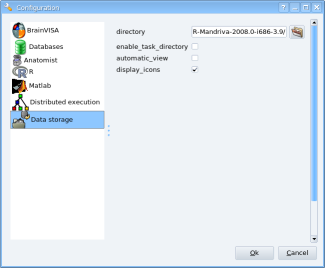 Configuration
BrainVISA
Databases
Anatomist
R
Matlab
Distributed execution
Data storage
directory R-Mandriva-2008.0-i686-3.9/
enable_task_directory
automatic_view
display_icons
Ok Cancel